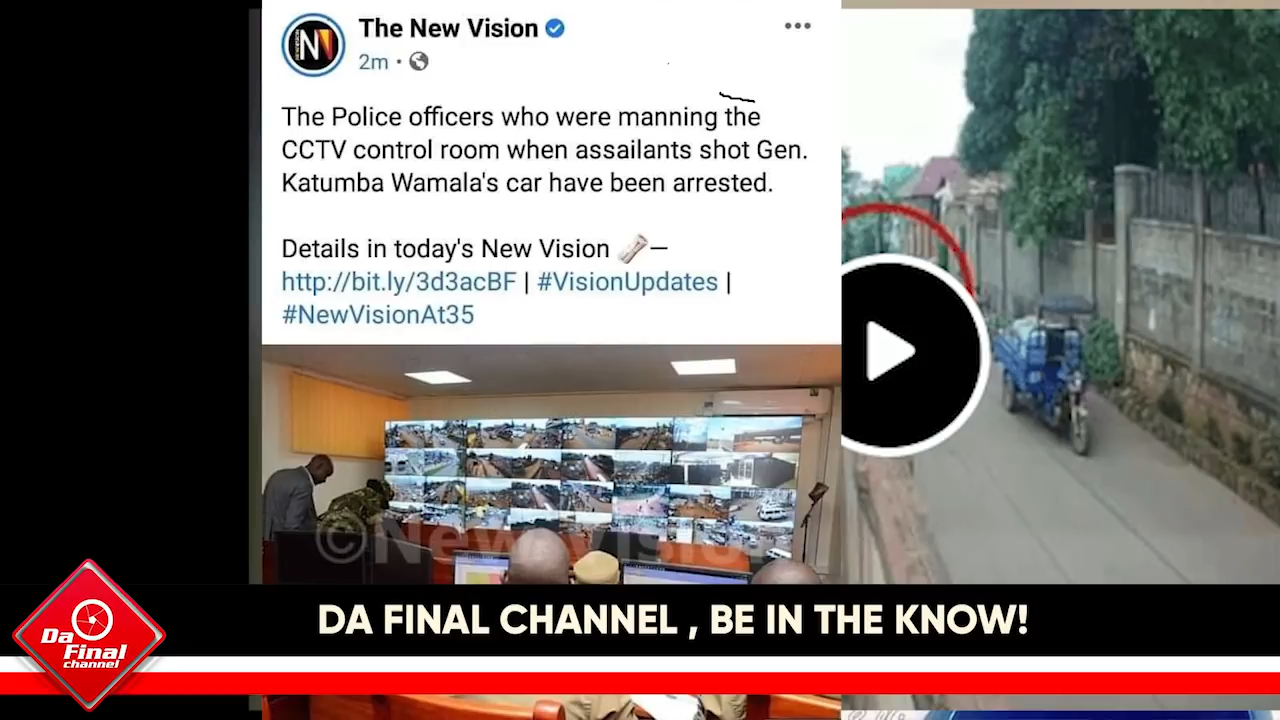 The New Vision
2m ·
The Police officers who were manning the
CCTV control room when assailants shot Gen.
Katumba Wamala's car have been arrested.
Details in today's New Vision —
http://bit.ly/3d3acBF | #VisionUpdates |
#NewVisionAt35
©New Vision
DA FINAL CHANNEL , BE IN THE KNOW!
Da
Final
channel